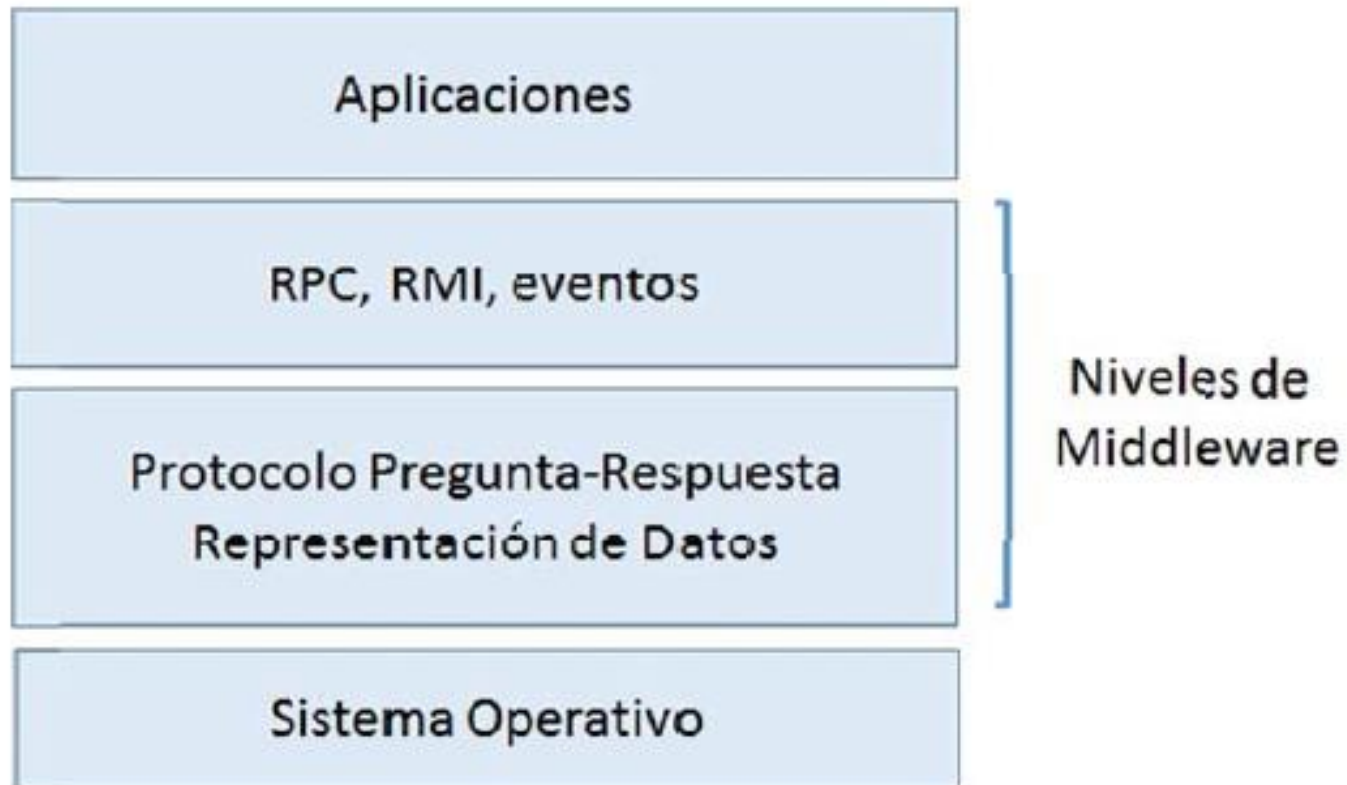 Aplicaciones
RPC, RMI, eventos
Niveles de
Middleware
Protocolo Pregunta-Respuesta
Representación de Datos
Sistema Operativo